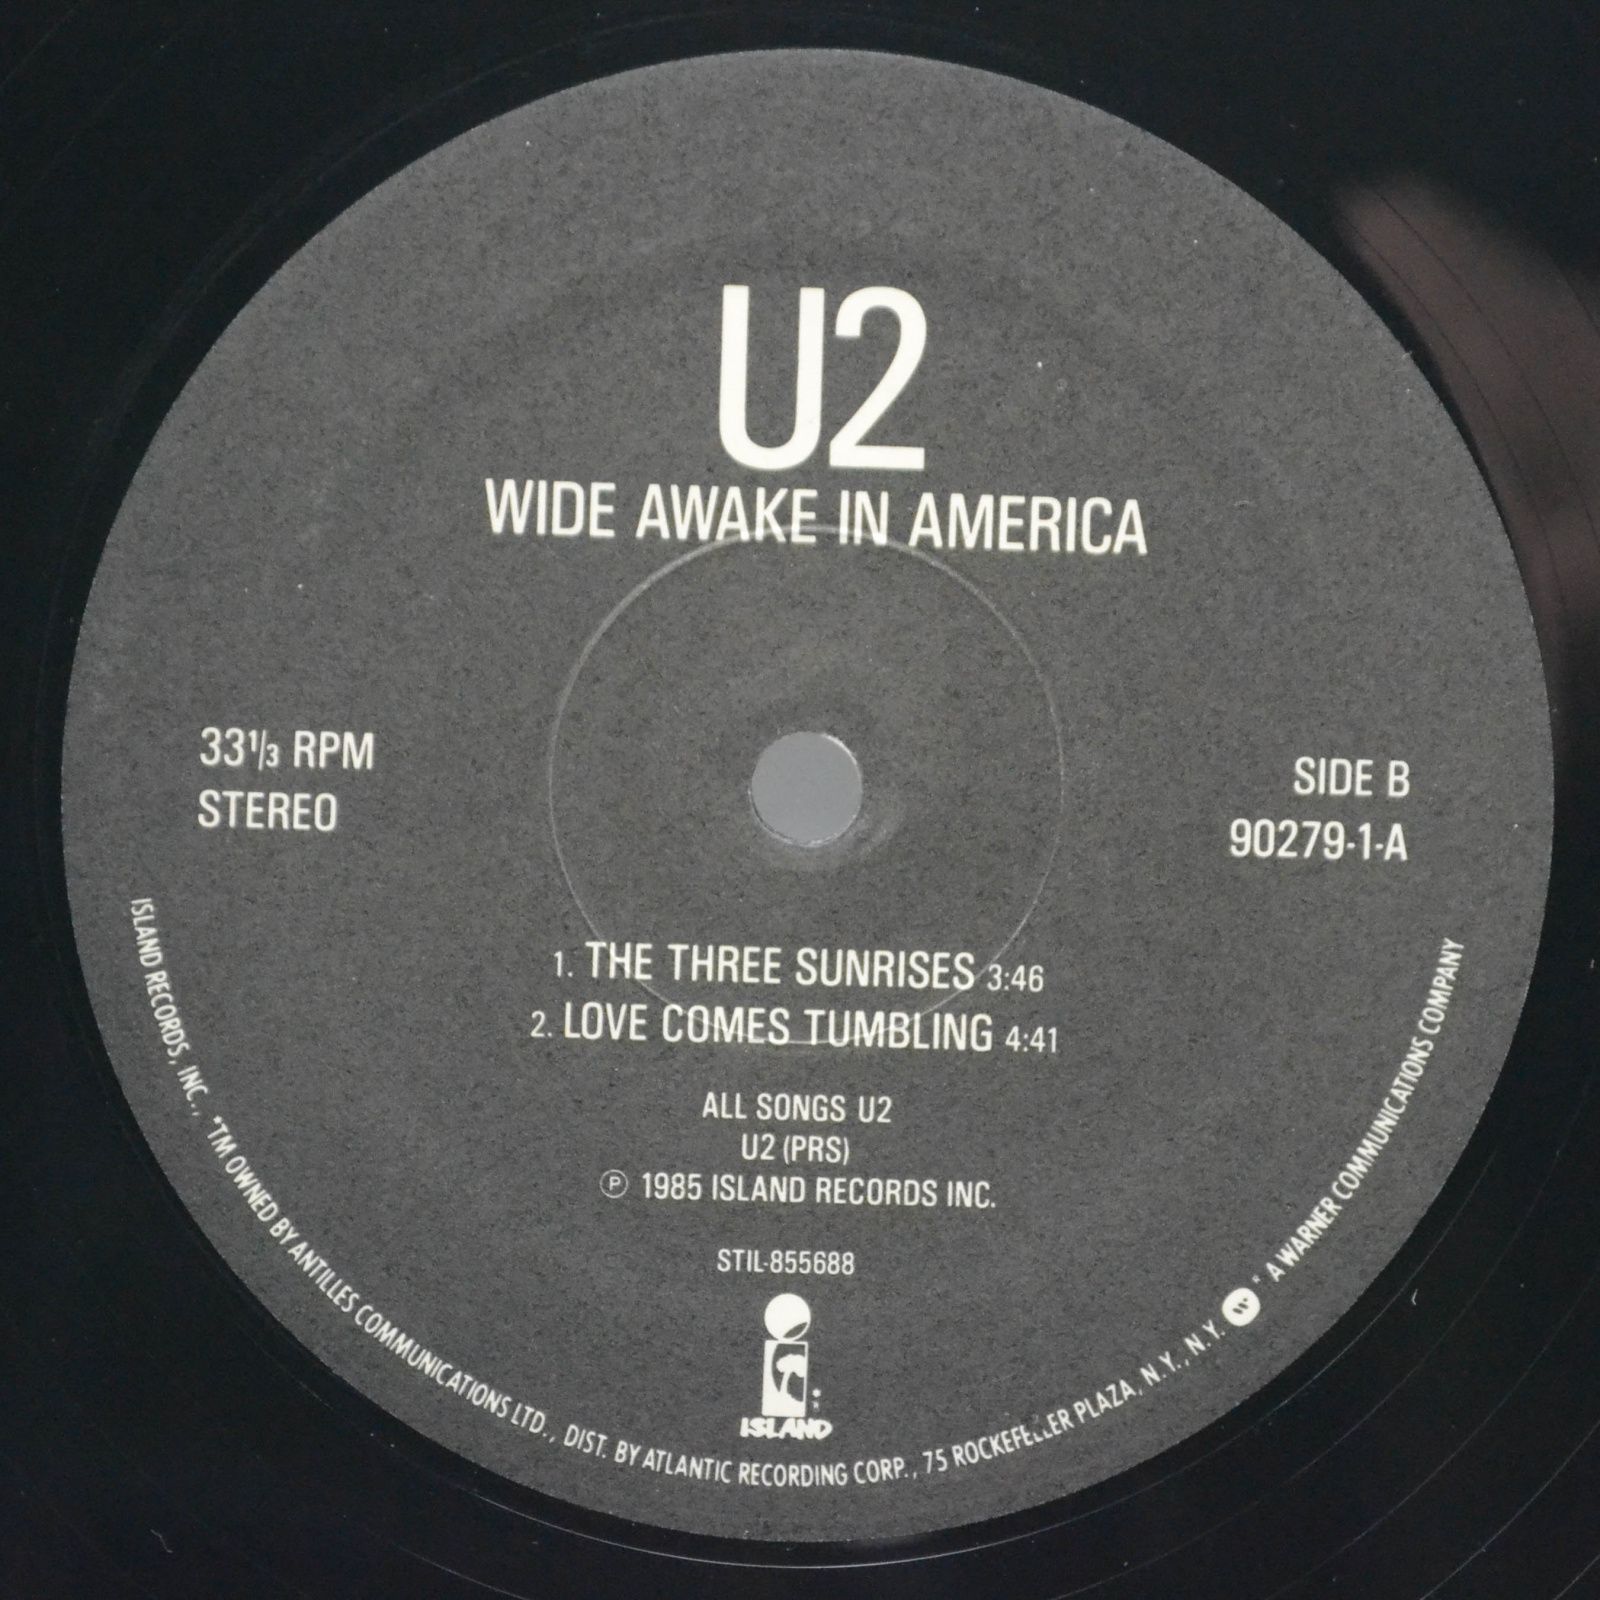 U2
WIDE AWAKE IN AMERICA
33⅓ RPM
STEREO
SIDE B
90279-1-A
1. THE THREE SUNRISES 3:46
2. LOVE COMES TUMBLING 4:41
ALL SONGS U2
U2 (PRS)
Ⓟ 1985 ISLAND RECORDS INC.
STIL-855688
ISLAND
ISLAND RECORDS, INC., *TM OWNED BY ANTILLES COMMUNICATIONS LTD., DIST. BY ATLANTIC RECORDING CORP., 75 ROCKEFELLER PLAZA, N.Y., N.Y. * A WARNER COMMUNICATIONS COMPANY